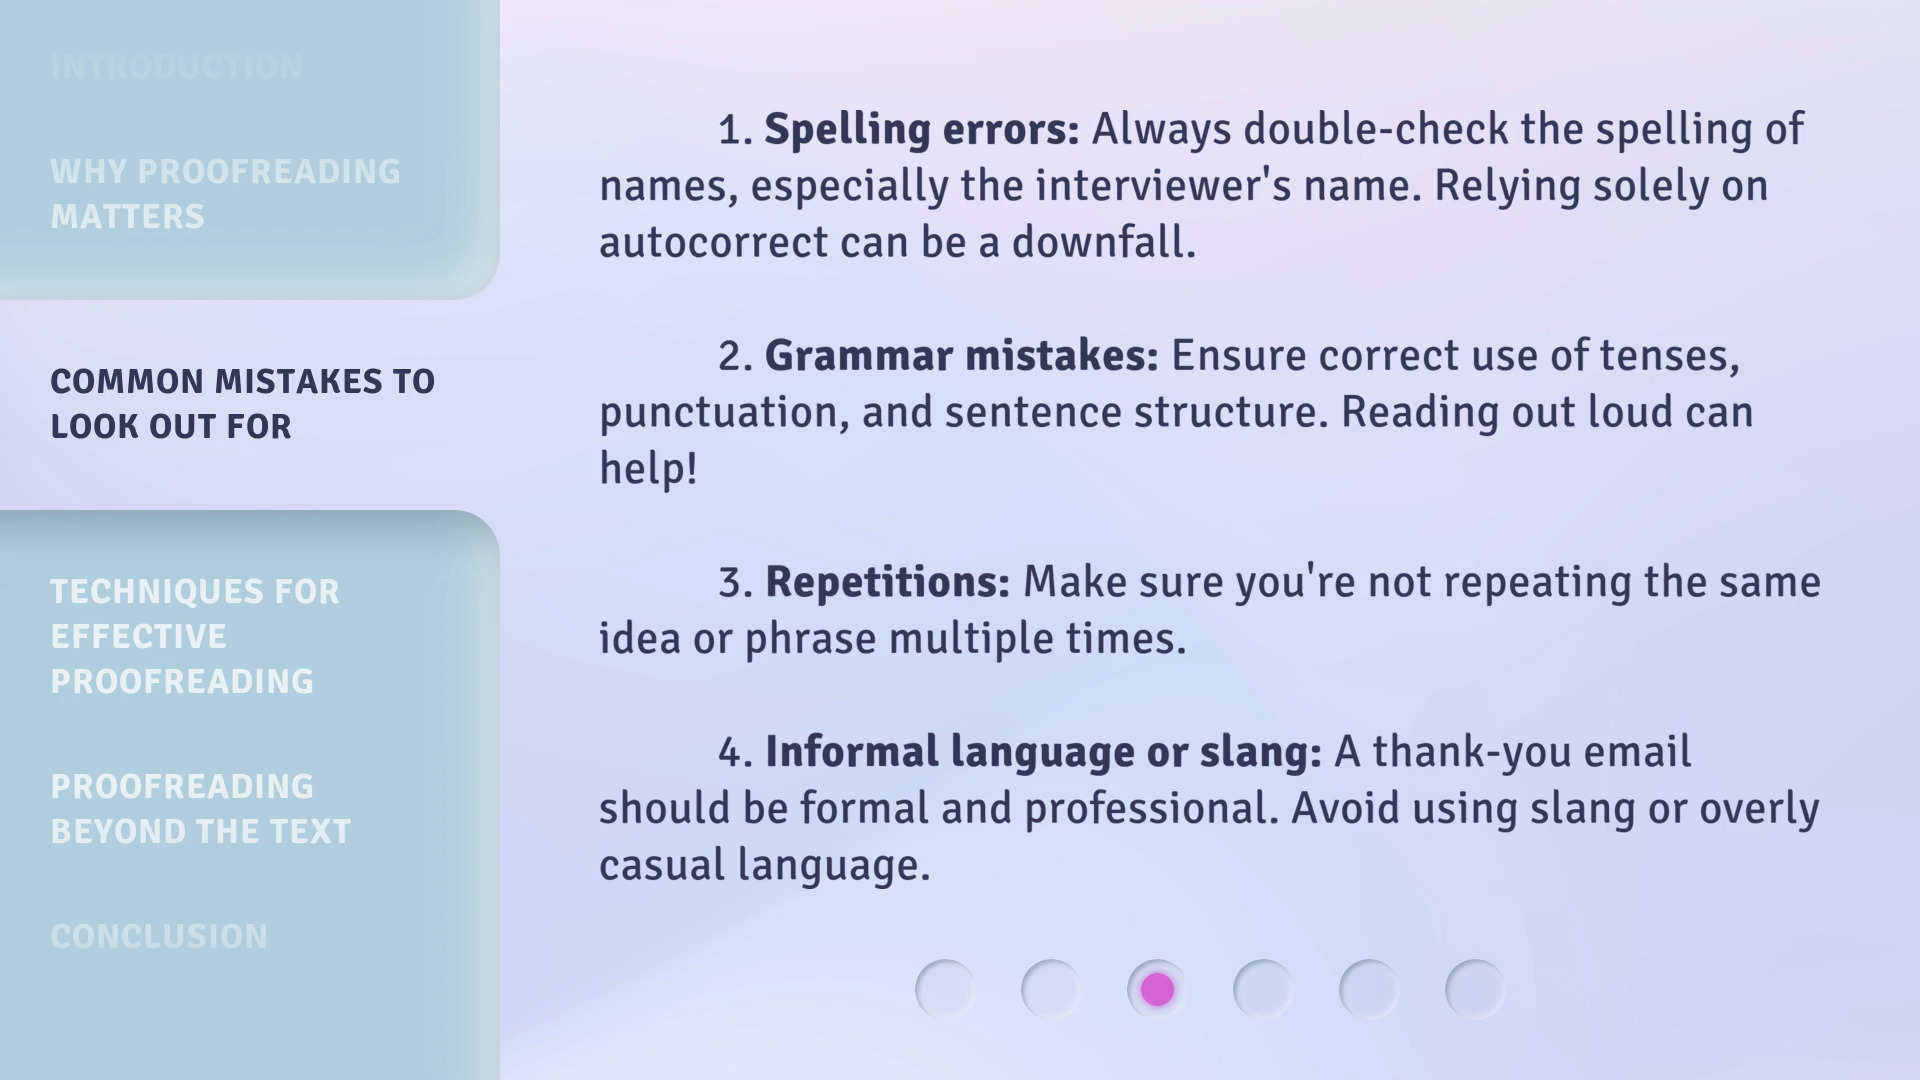 INTRODUCTION
WHY PROOFREADING
MATTERS
COMMON MISTAKES TO
LOOK OUT FOR
TECHNIQUES FOR
EFFECTIVE
PROOFREADING
PROOFREADING
BEYOND THE TEXT
CONCLUSION
1. Spelling errors: Always double-check the spelling of
names, especially the interviewer's name. Relying solely on
autocorrect can be a downfall.
2. Grammar mistakes: Ensure correct use of tenses,
punctuation, and sentence structure. Reading out loud can
help!
3. Repetitions: Make sure you're not repeating the same
idea or phrase multiple times.
4. Informal language or slang: A thank-you email
should be formal and professional. Avoid using slang or overly
casual language.